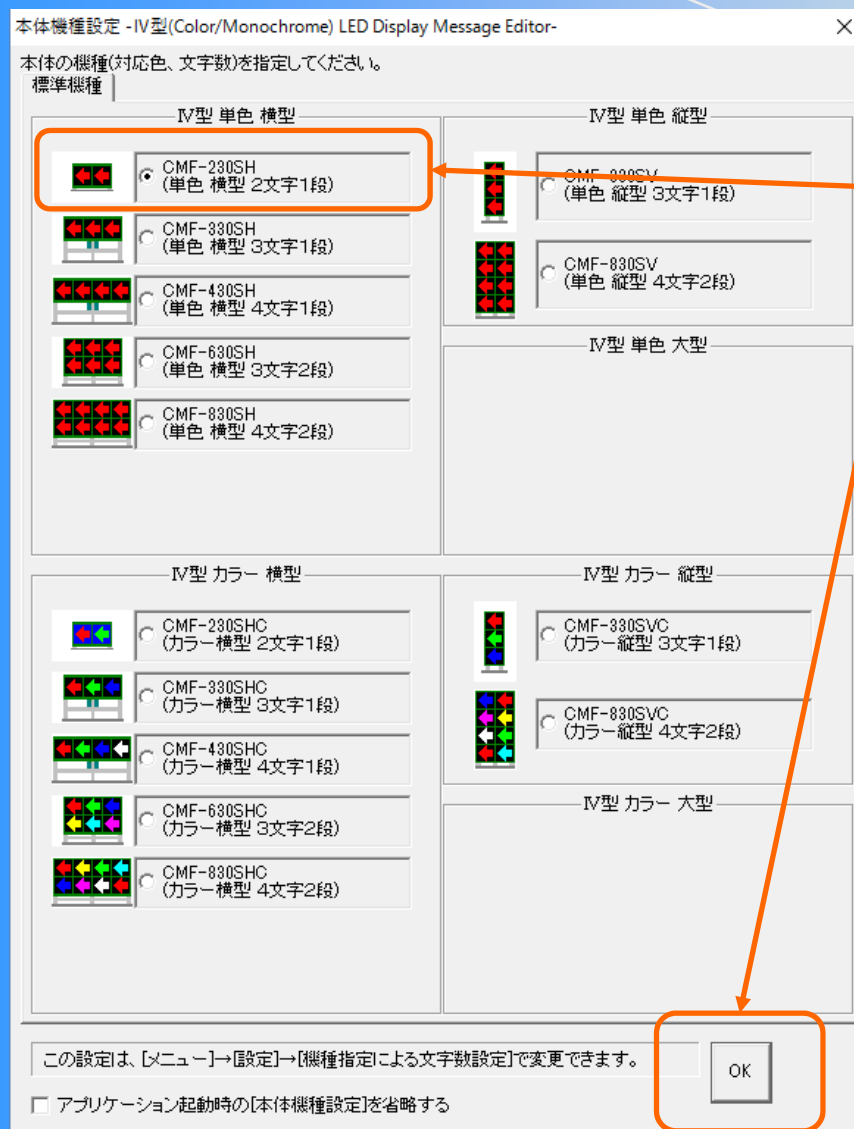 本体機種設定 -Ⅳ型(Color/Monochrome) LED Display Message Editor-
本体の機種(対応色、文字数)を指定してください。
標準機種
Ⅳ型 単色 横型
CMF-230SH
(単色 横型 2文字1段)
CMF-330SH
(単色 横型 3文字1段)
CMF-430SH
(単色 横型 4文字1段)
CMF-630SH
(単色 横型 3文字2段)
CMF-830SH
(単色 横型 4文字2段)
Ⅳ型 単色 縦型
CMF-330SV
(単色 縦型 3文字1段)
CMF-830SV
(単色 縦型 4文字2段)
Ⅳ型 単色 大型
Ⅳ型 カラー 横型
CMF-230SHC
(カラー横型 2文字1段)
CMF-330SHC
(カラー横型 3文字1段)
CMF-430SHC
(カラー横型 4文字1段)
CMF-630SHC
(カラー横型 3文字2段)
CMF-830SHC
(カラー横型 4文字2段)
Ⅳ型 カラー 縦型
CMF-330SVC
(カラー縦型 3文字1段)
CMF-830SVC
(カラー縦型 4文字2段)
Ⅳ型 カラー 大型
この設定は、[メニュー]→[設定]→[機種指定による文字数設定]で変更できます。
OK
アプリケーション起動時の[本体機種設定]を省略する